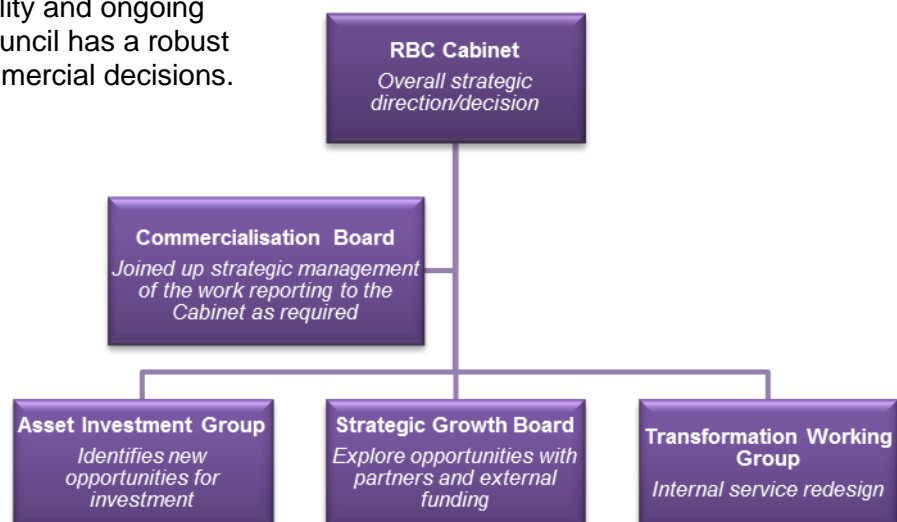 ity and ongoing
uncil has a robust
mercial decisions.
RBC Cabinet
Overall strategic
direction/decision
Commercialisation Board
Joined up strategic management
of the work reporting to the
Cabinet as required
Asset Investment Group
Identifies new
opportunities for
investment
Strategic Growth Board
Explore opportunities with
partners and external
funding
Transformation Working
Group
Internal service redesign